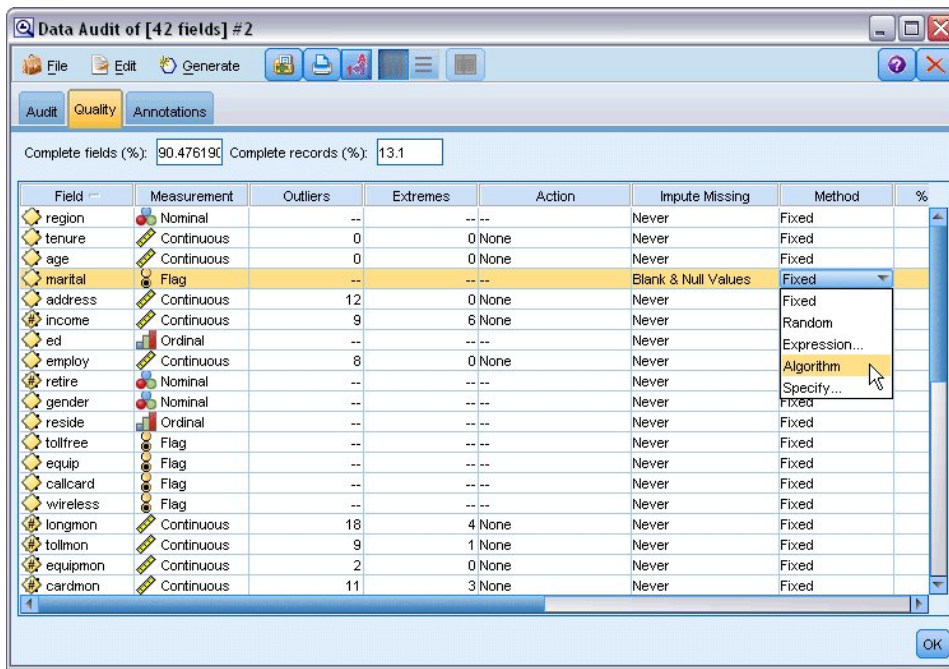 Data Audit of [42 fields] #2
File Edit Generate
Audit Quality Annotations
Complete fields (%): 90.476190 Complete records (%): 13.1
Field Measurement Outliers Extremes Action Impute Missing Method %
region Nominal -- -- -- Never Fixed
tenure Continuous 0 0 None Never Fixed
age Continuous 0 0 None Never Fixed
marital Flag -- -- -- Blank & Null Values Fixed
address Continuous 12 0 None Never Fixed
income Continuous 9 6 None Never Random
ed Ordinal -- -- -- Never Expression...
employ Continuous 8 0 None Never Algorithm
retire Nominal -- -- -- Never Specify...
gender Nominal -- -- -- Never Fixed
reside Ordinal -- -- -- Never Fixed
tollfree Flag -- -- -- Never Fixed
equip Flag -- -- -- Never Fixed
callcard Flag -- -- -- Never Fixed
wireless Flag -- -- -- Never Fixed
longmon Continuous 18 4 None Never Fixed
tollmon Continuous 9 1 None Never Fixed
equipmon Continuous 2 0 None Never Fixed
cardmon Continuous 11 3 None Never Fixed
OK